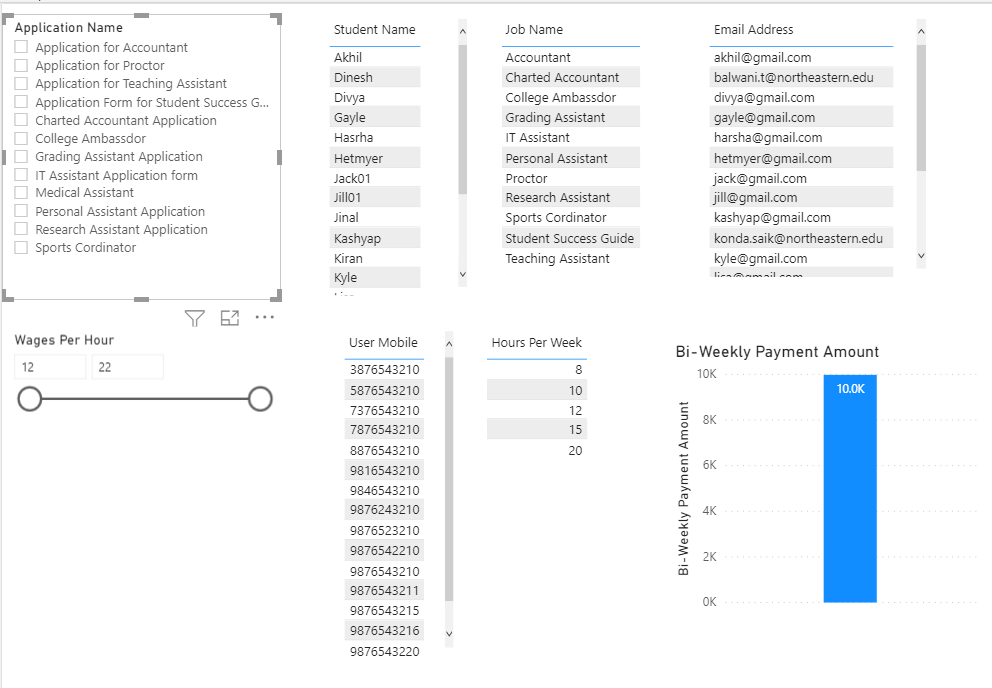 Application Name
Application for Accountant
Application for Proctor
Application for Teaching Assistant
Application Form for Student Success G...
Charted Accountant Application
College Ambassdor
Grading Assistant Application
IT Assistant Application form
Medical Assistant
Personal Assistant Application
Research Assistant Application
Sports Cordinator
Student Name
Akhil
Dinesh
Divya
Gayle
Hasrha
Hetmyer
Jack01
Jill01
Jinal
Kashyap
Kiran
Kyle
Job Name
Accountant
Charted Accountant
College Ambassdor
Grading Assistant
IT Assistant
Personal Assistant
Proctor
Research Assistant
Sports Cordinator
Student Success Guide
Teaching Assistant
Email Address
akhil@gmail.com
balwani.t@northeastern.edu
divya@gmail.com
gayle@gmail.com
harsha@gmail.com
hetmyer@gmail.com
jack@gmail.com
jill@gmail.com
kashyap@gmail.com
konda.saik@northeastern.edu
kyle@gmail.com
Wages Per Hour
12 22
User Mobile
3876543210
5876543210
7376543210
7876543210
8876543210
9816543210
9846543210
9876243210
9876523210
9876542210
9876543210
9876543211
9876543215
9876543216
9876543220
Hours Per Week
8
10
12
15
20
Bi-Weekly Payment Amount
Bi-Weekly Payment Amount
10K
8K
6K
4K
2K
0K
10.0K